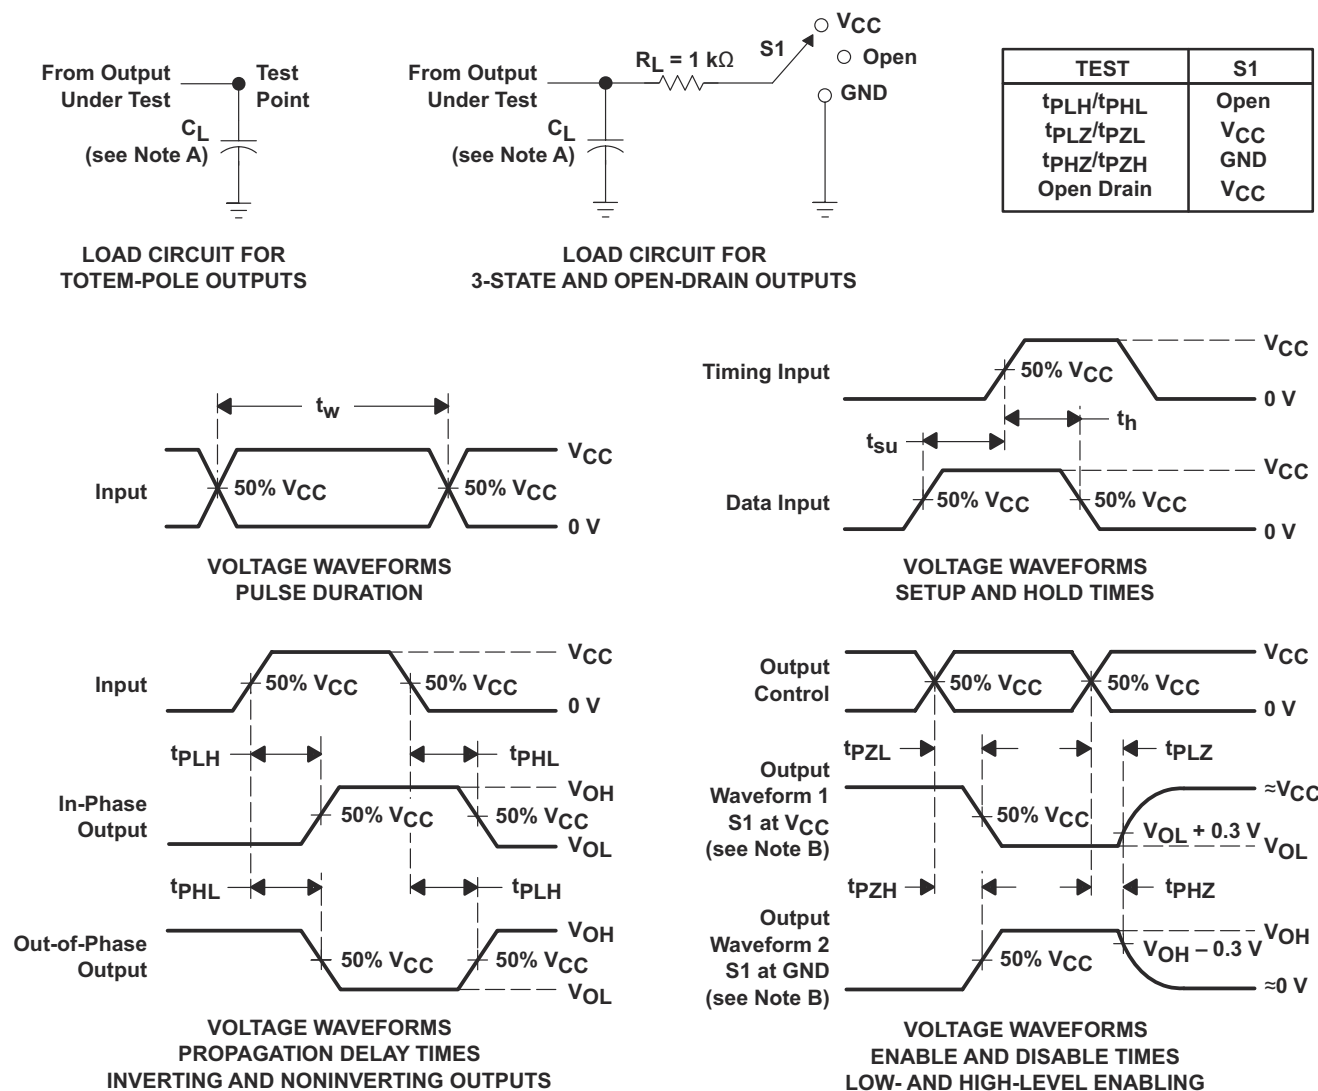 From Output
Under Test
Test
Point
CL
(see Note A)
LOAD CIRCUIT FOR
TOTEM-POLE OUTPUTS
From Output
Under Test
RL = 1 kΩ
S1
VCC
Open
GND
CL
(see Note A)
LOAD CIRCUIT FOR
3-STATE AND OPEN-DRAIN OUTPUTS
TEST S1
tPLH/tPHL Open
tPLZ/tPZL VCC
tPHZ/tPZH GND
Open Drain VCC
tw
Input
50% VCC
50% VCC
VCC
0 V
VOLTAGE WAVEFORMS
PULSE DURATION
Timing Input
50% VCC
VCC
0 V
tsu
th
Data Input
50% VCC
50% VCC
VCC
0 V
VOLTAGE WAVEFORMS
SETUP AND HOLD TIMES
Input
50% VCC
50% VCC
VCC
0 V
tPLH
tPHL
In-Phase
Output
50% VCC
50% VCC
VOH
VOL
tPHL
tPLH
Out-of-Phase
Output
50% VCC
50% VCC
VOH
VOL
VOLTAGE WAVEFORMS
PROPAGATION DELAY TIMES
INVERTING AND NONINVERTING OUTPUTS
Output
Control
50% VCC
50% VCC
VCC
0 V
tPZL
tPLZ
Output
Waveform 1
S1 at VCC
(see Note B)
50% VCC
≈VCC
VOL + 0.3 V
VOL
tPZH
tPHZ
Output
Waveform 2
S1 at GND
(see Note B)
50% VCC
VOH
VOH – 0.3 V
≈0 V
VOLTAGE WAVEFORMS
ENABLE AND DISABLE TIMES
LOW- AND HIGH-LEVEL ENABLING